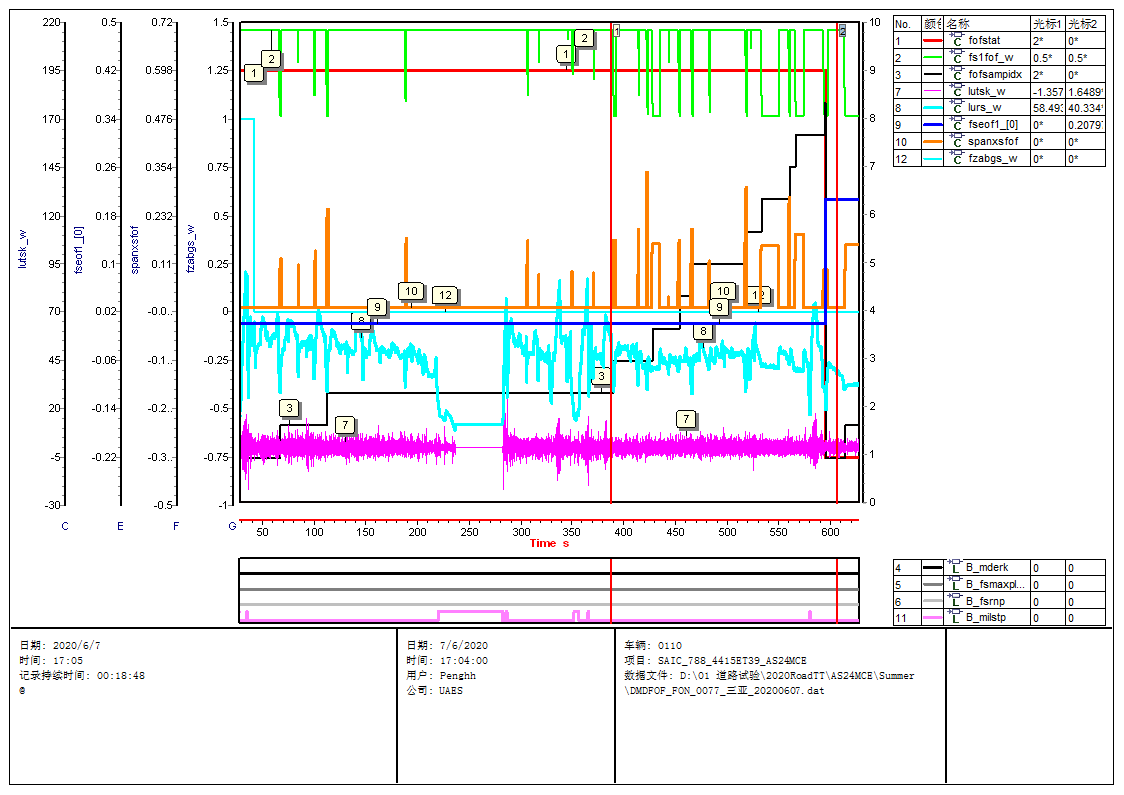 220
195
170
145
120
95
70
45
20
-5
-30
C
lutsk_w
0.5
0.42
0.34
0.26
0.18
0.1
0.02
-0.06
-0.14
-0.22
E
fseof1_[0]
0.72
0.598
0.476
0.354
0.232
0.11
-0.0.
-0.1.
-0.2.
-0.3.
-0.5
F
spanxsfof
1.5
1.25
1
0.75
0.5
0.25
0
-0.25
-0.5
-0.75
-1
G
fzabgs_w
1
2
1
2
1
2
10
12
9
8
10
12
9
8
3
3
7
7
10
9
8
7
6
5
4
3
2
1
0
50 100 150 200 250 300 350 400 450 500 550 600
Time s
No. 颜色 名称 光标1 光标2
1 C fofstat 2* 0*
2 C fs1fof_w 0.5* 0.5*
3 C fofsampidx 2* 0*
7 C lutsk_w -1.357 1.6489*
8 C lurs_w 58.493 40.334*
9 C fseof1_[0] 0* 0.2079
10 C spanxsfof 0* 0*
12 C fzabgs_w 0* 0*
4 L B_mderk 0 0
5 L B_fsmaxpl... 0 0
6 L B_fsrnp 0 0
11 L B_milstp 0 0
日期: 2020/6/7
时间: 17:05
记录持续时间: 00:18:48
@
日期: 7/6/2020
时间: 17:04:00
用户: Penghh
公司: UAES
车辆: 0110
项目: SAIC_788_4415ET39_AS24MCE
数据文件: D:\01 道路试验\2020RoadTT\AS24MCE\Summer
\DMDFOF_FON_0077_三亚_20200607.dat